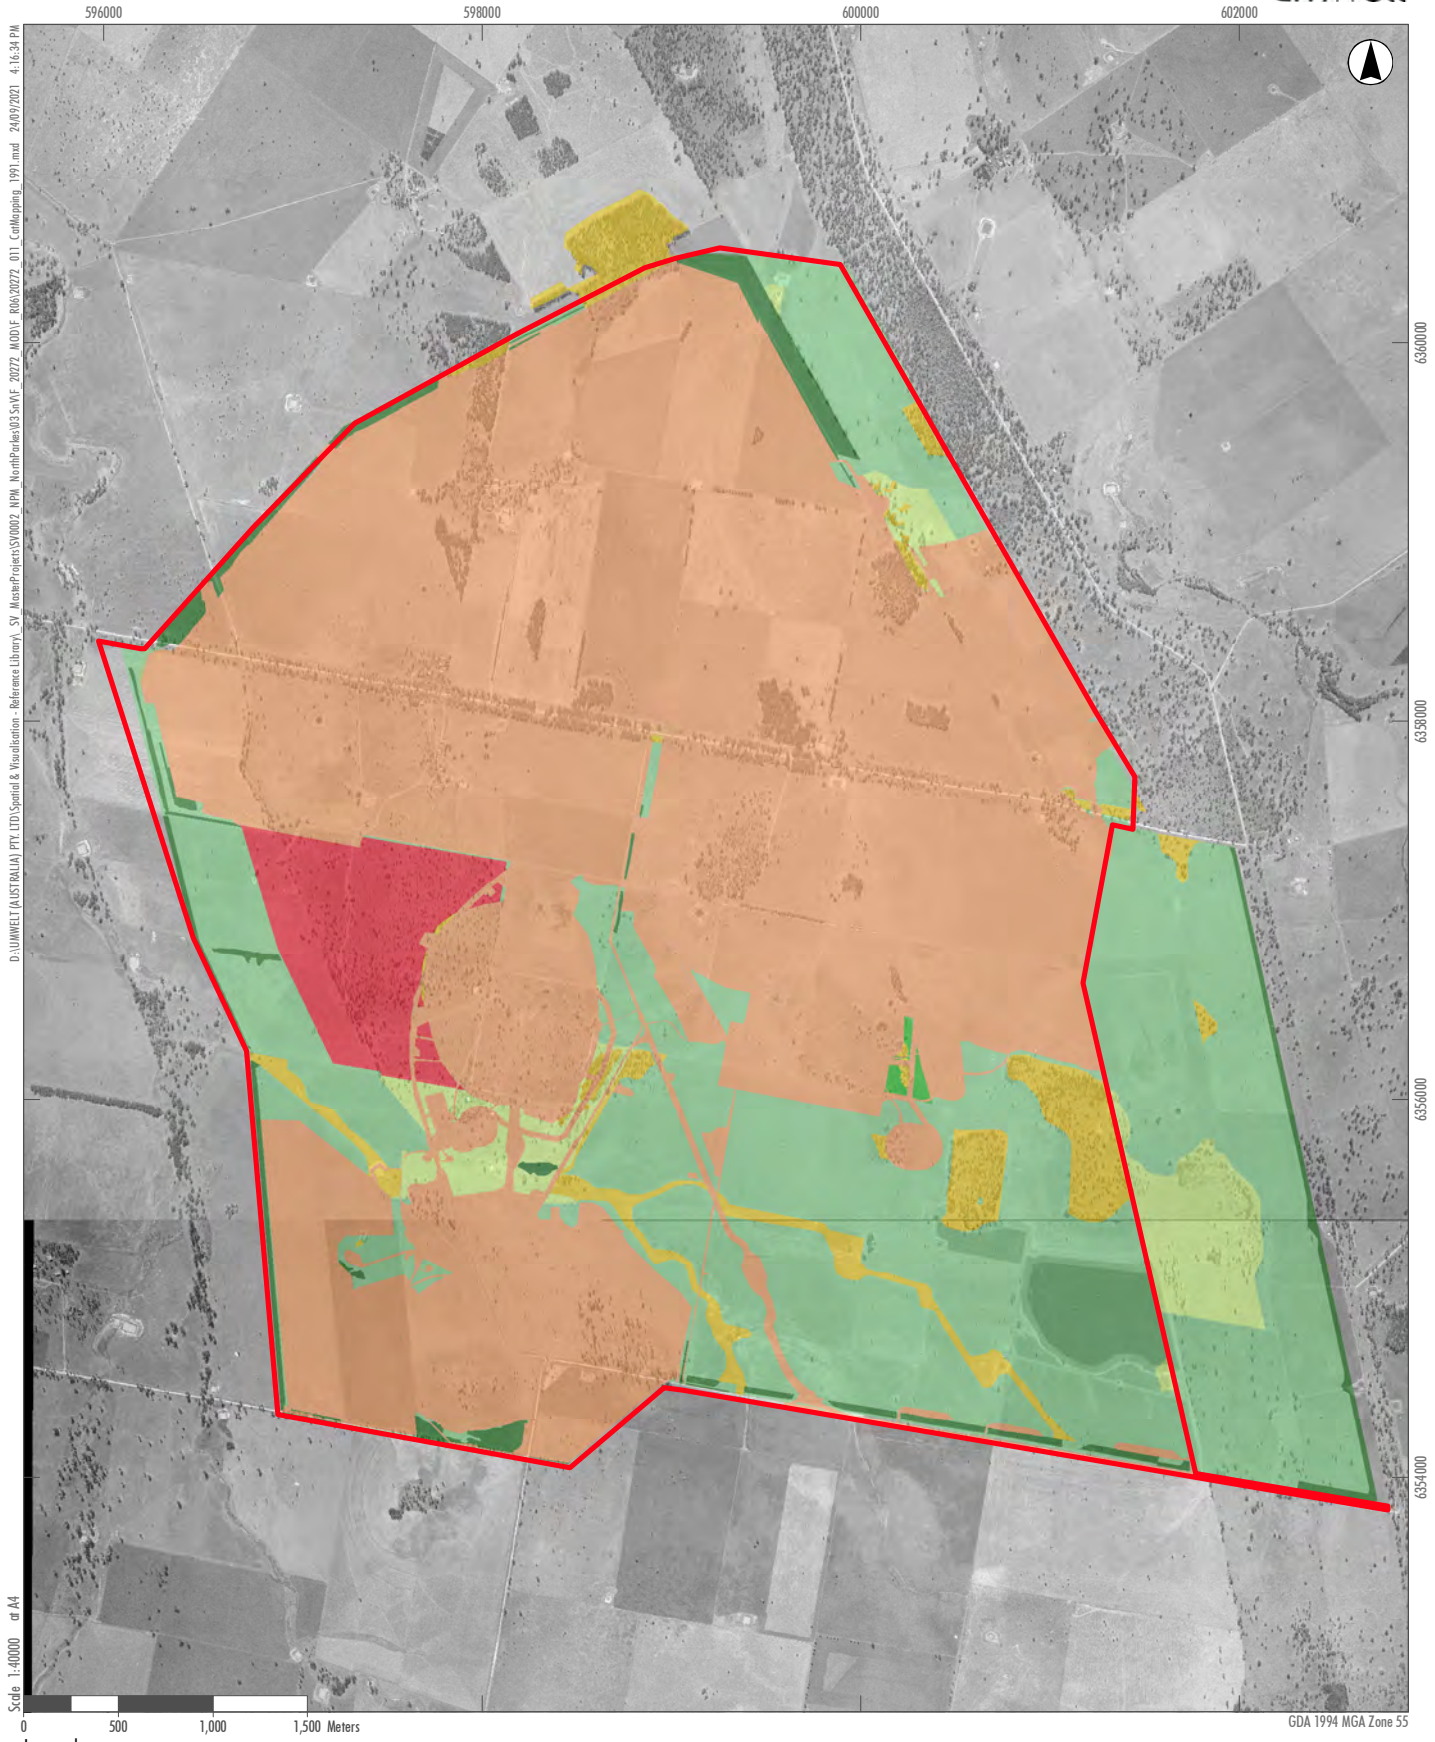 596000 598000 600000 602000
D:\UMWELT (AUSTRALIA) PTY. LTD\Spatial & Visualisation - Reference Library\_SV_MasterProjects\SV0002_NPM_NorthParkes\03SnV\F_20272_MOD\F_R06\20272_011_CatMapping_1991.mxd 24/09/2021 4:16:34 PM
6360000
6358000
6356000
6354000
Scale 1:40000 at A4
0 500 1,000 1,500 Meters
GDA 1994 MGA Zone 55